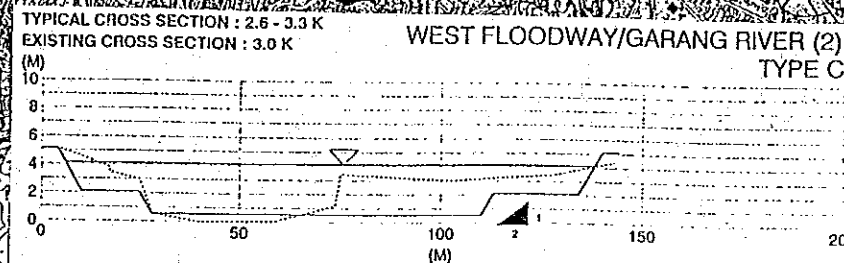 TYPICAL CROSS SECTION : 2.6 - 3.3 K
EXISTING CROSS SECTION : 3.0 K
WEST FLOODWAY/GARANG RIVER (2)
TYPE C
(M)
10
8
6
4
2
0
0 50 100 150 20
1
2
(M)